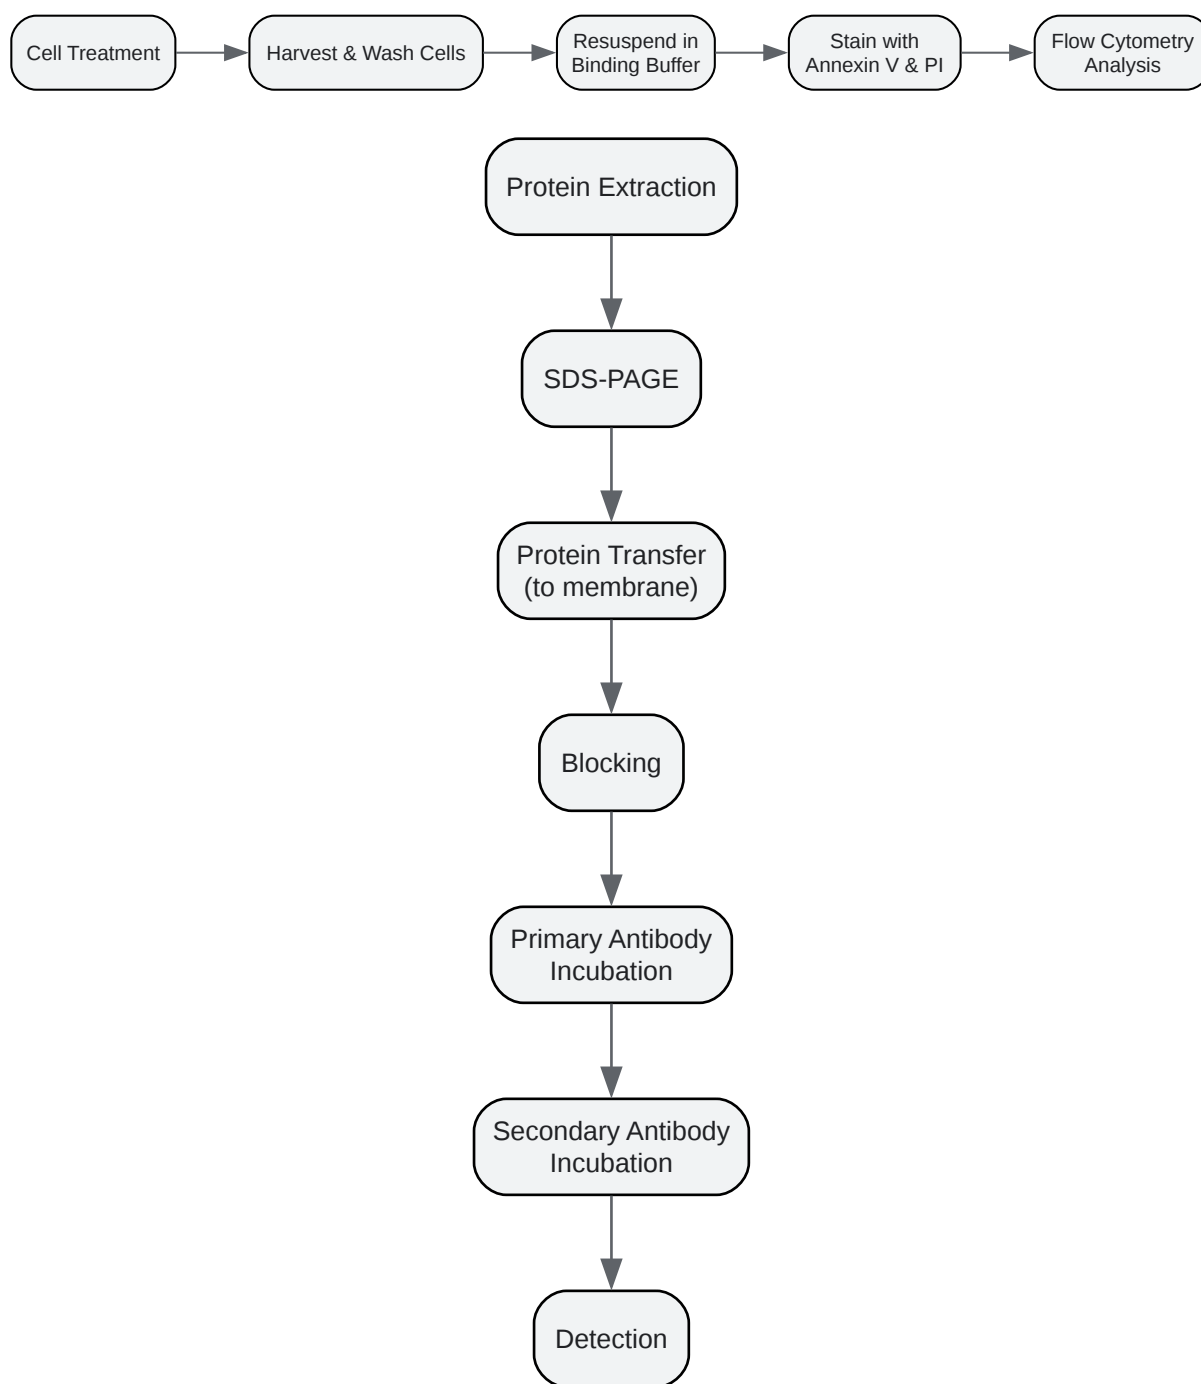 Cell Treatment
Harvest & Wash Cells
Resuspend in
Binding Buffer
Stain with
Annexin V & PI
Flow Cytometry
Analysis
Protein Extraction
SDS-PAGE
Protein Transfer
(to membrane)
Blocking
Primary Antibody
Incubation
Secondary Antibody
Incubation
Detection